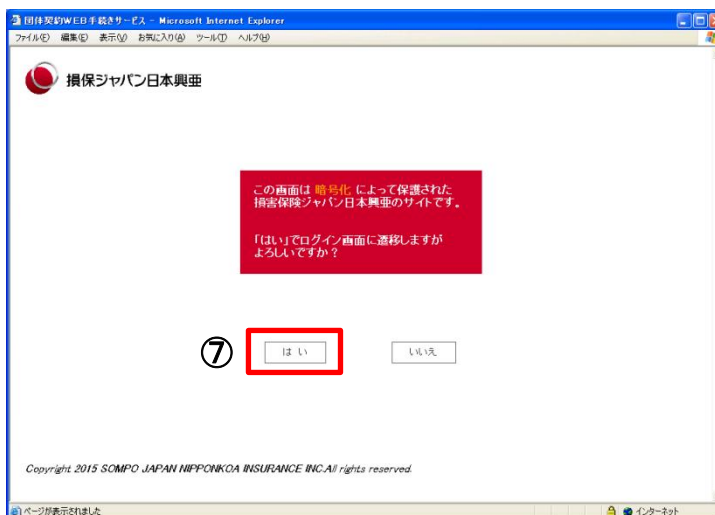 団体契約WEB手続きサービス - Microsoft Internet Explorer
ファイル(F) 編集(E) 表示(V) お気に入り(A) ツール(T) ヘルプ(H)
損保ジャパン日本興亜
この画面は 暗号化 によって保護された
損害保険ジャパン日本興亜のサイトです。
「はい」でログイン画面に遷移しますが
よろしいですか?
⑦ はい いいえ
Copyright 2015 SOMPO JAPAN NIPPONKOA INSURANCE INC.All rights reserved.
ページが表示されました インターネット